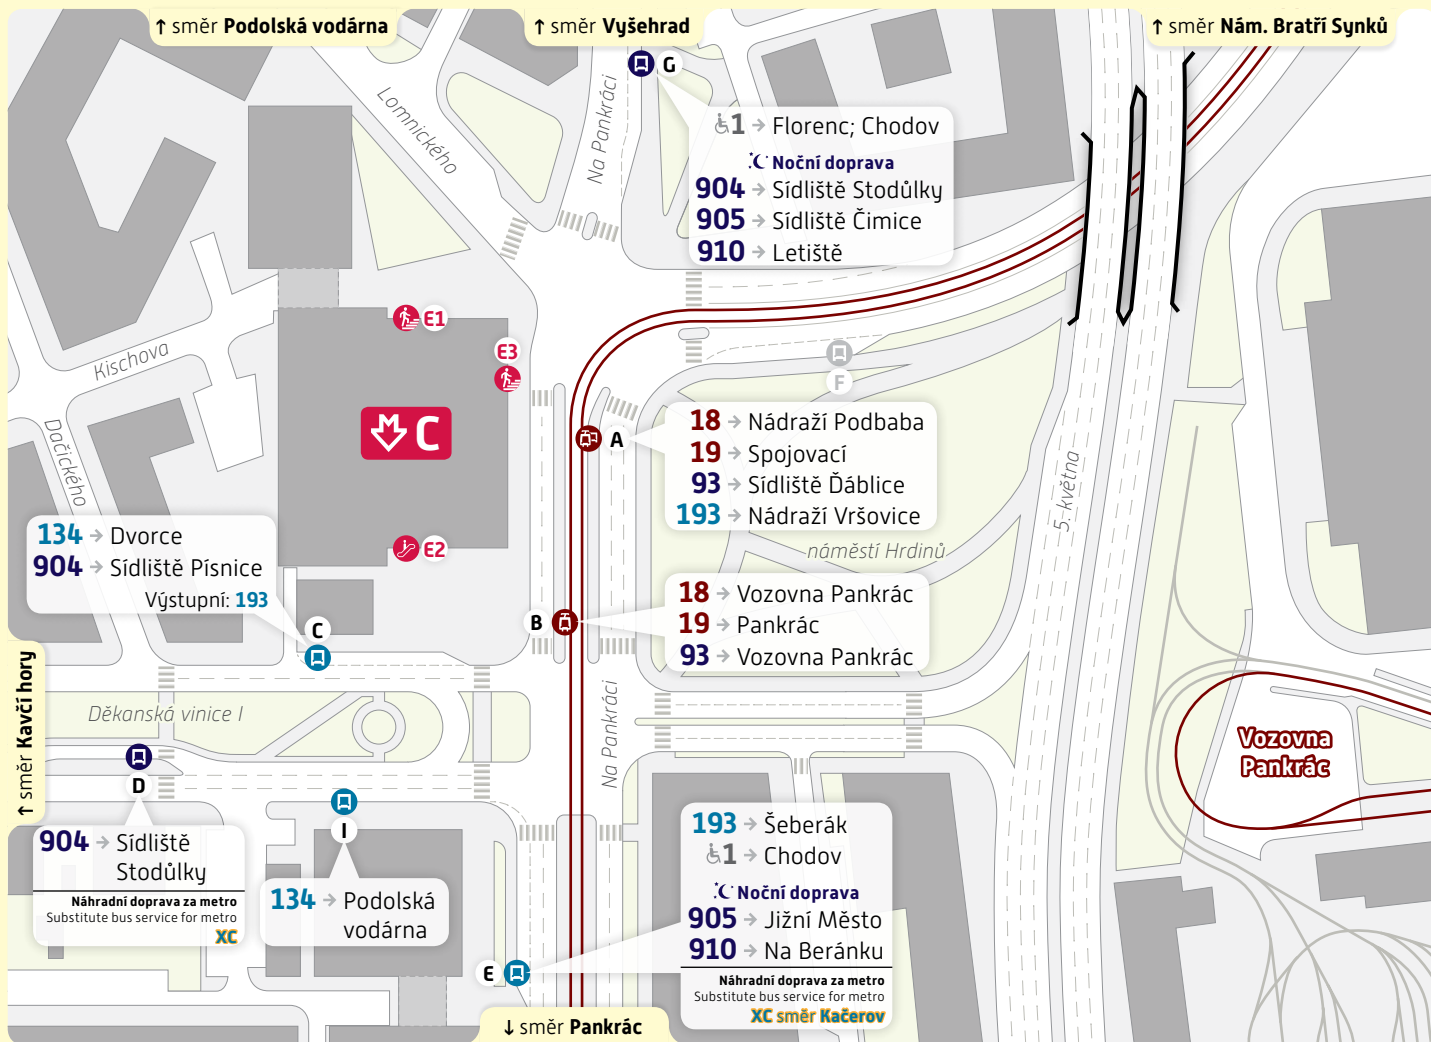 ↑ směr Podolská vodárna
↑ směr Vyšehrad
↑ směr Nám. Bratří Synků
G
Lomnického
Na Pankráci
1 → Florenc; Chodov
Noční doprava
904 → Sídliště Stodůlky
905 → Sídliště Čimice
910 → Letiště
E1
E3
Kischova
F
C
Dačického
A
18 → Nádraží Podbaba
19 → Spojovací
93 → Sídliště Ďáblice
193 → Nádraží Vršovice
5. května
134 → Dvorce
904 → Sídliště Písnice
Výstupní: 193
E2
náměstí Hrdinů
C
B
18 → Vozovna Pankrác
19 → Pankrác
93 → Vozovna Pankrác
↑ směr Kavčí hory
Děkanská vinice I
Na Pankráci
Vozovna
Pankrác
D
I
904 → Sídliště
Stodůlky
Náhradní doprava za metro
Substitute bus service for metro
XC
134 → Podolská
vodárna
193 → Šeberák
1 → Chodov
Noční doprava
905 → Jižní Město
910 → Na Beránku
Náhradní doprava za metro
Substitute bus service for metro
XC směr Kačerov
E
↓ směr Pankrác